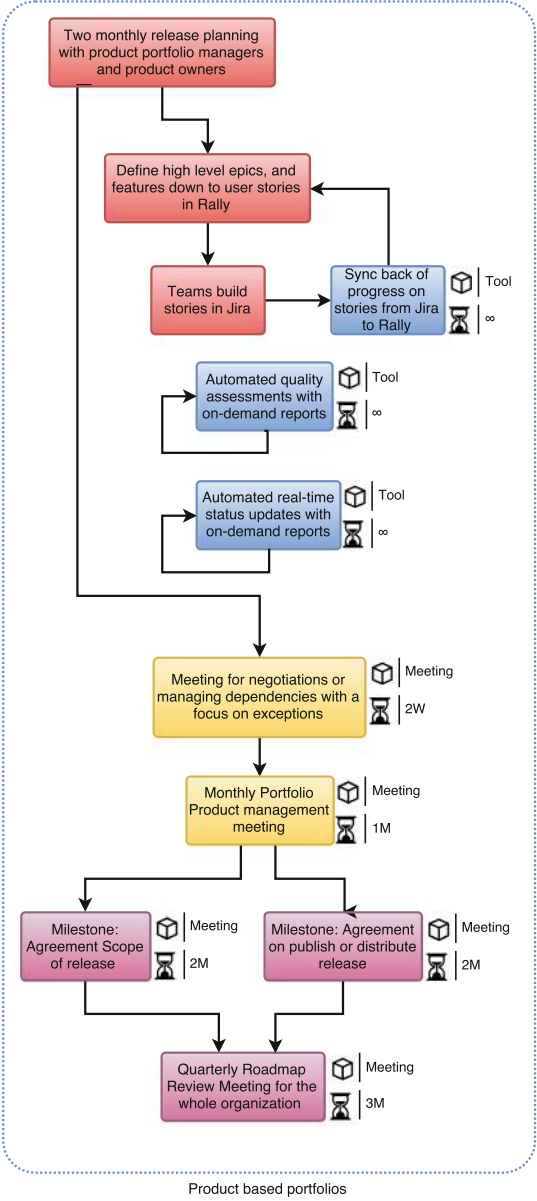 Two monthly release planning
with product portfolio managers
and product owners
Define high level epics, and
features down to user stories
in Rally
Teams build
stories in Jira
Sync back of
progress on
stories from Jira
to Rally
Tool
∞
Automated quality
assessments with
on-demand reports
Tool
∞
Automated real-time
status updates with
on-demand reports
Tool
∞
Meeting for negotiations or
managing dependencies with a
focus on exceptions
Meeting
2W
Monthly Portfolio
Product management
meeting
Meeting
1M
Milestone:
Agreement Scope
of release
Meeting
2M
Milestone: Agreement
on publish or distribute
release
Meeting
2M
Quarterly Roadmap
Review Meeting for the
whole organization
Meeting
3M
Product based portfolios